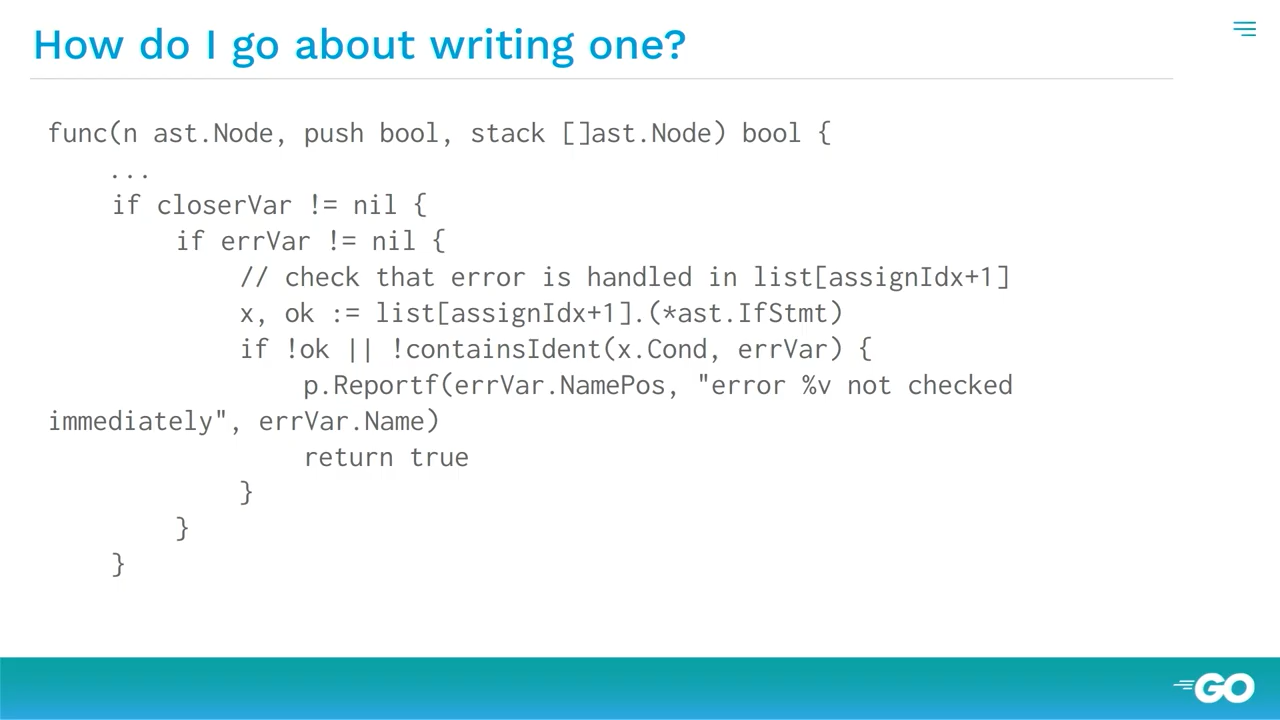 How do I go about writing one?
func(n ast.Node, push bool, stack []ast.Node) bool {
...
if closerVar != nil {
if errVar != nil {
// check that error is handled in list[assignIdx+1]
x, ok := list[assignIdx+1].(*ast.IfStmt)
if !ok || !containsIdent(x.Cond, errVar) {
p.Reportf(errVar.NamePos, "error %v not checked
immediately", errVar.Name)
return true
}
}
}
GO